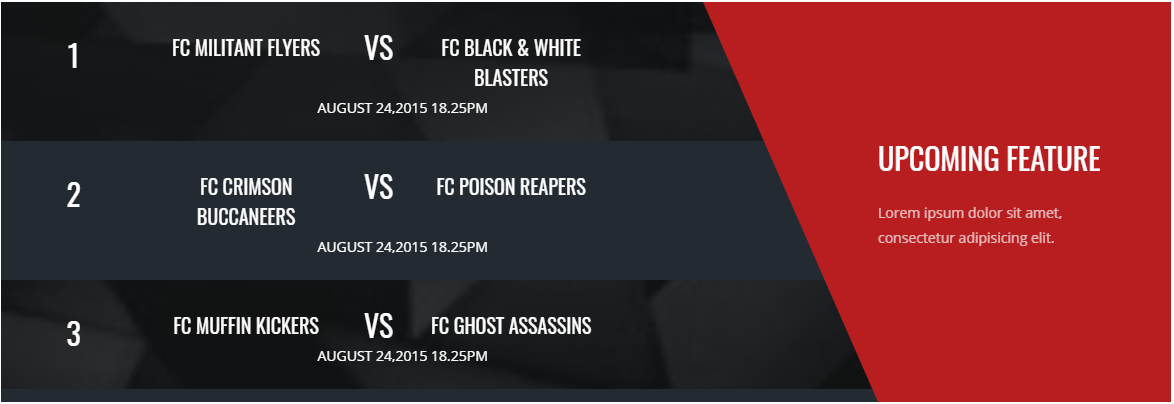 1
FC MILITANT FLYERS
VS
FC BLACK & WHITE
BLASTERS
AUGUST 24,2015 18.25PM
2
FC CRIMSON
BUCCANEERS
VS
FC POISON REAPERS
AUGUST 24,2015 18.25PM
3
FC MUFFIN KICKERS
VS
FC GHOST ASSASSINS
AUGUST 24,2015 18.25PM
UPCOMING FEATURE
Lorem ipsum dolor sit amet,
consectetur adipisicing elit.